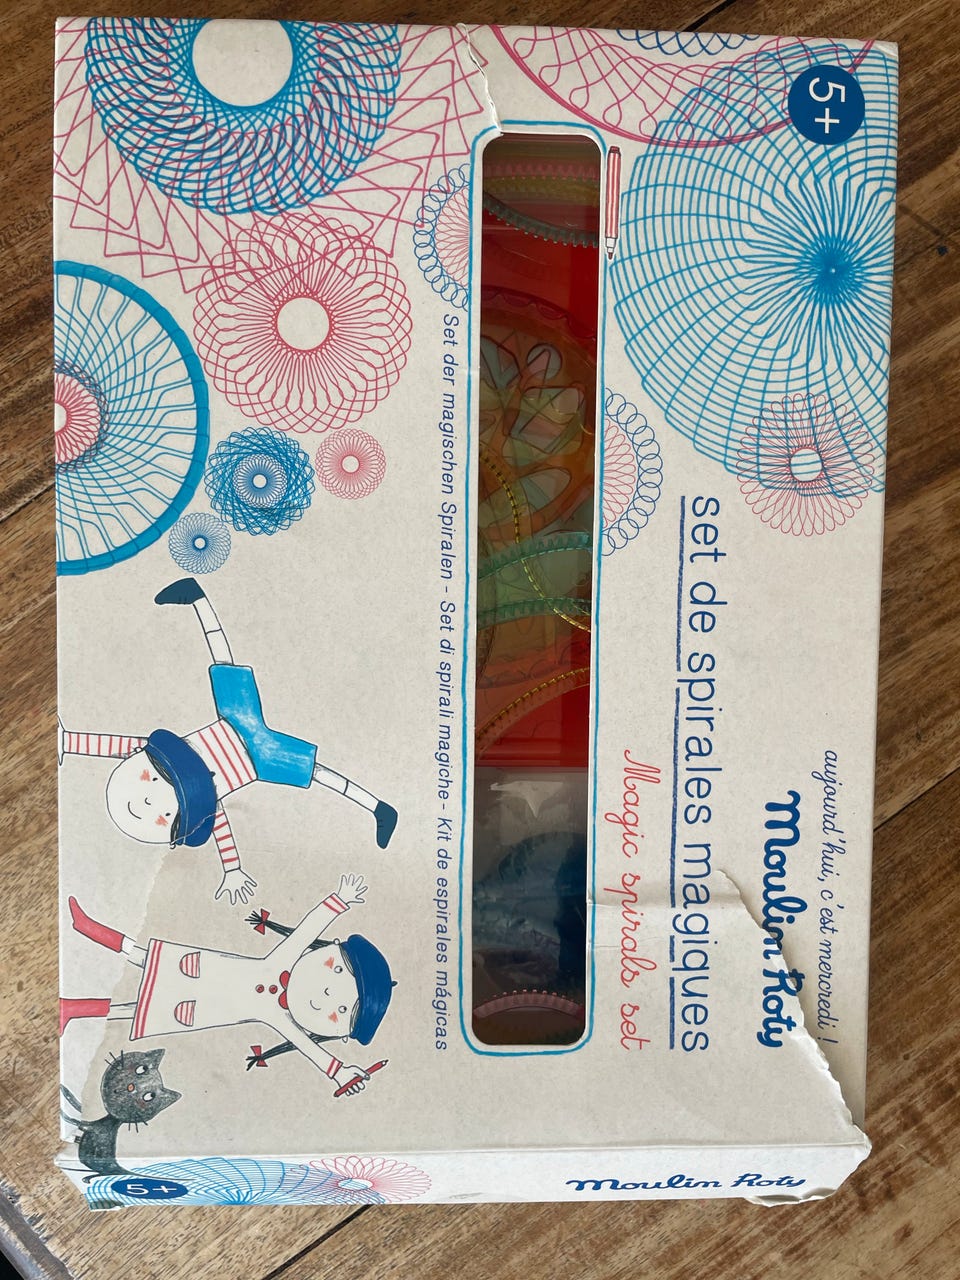 5+
aujourd'hui, c'est mercredi !
Moulin Roty
set de spirales magiques
Magic spirals set
Set der magischen Spiralen - Set di spirali magiche - Kit de espirales mágicas
5+
Moulin Roty